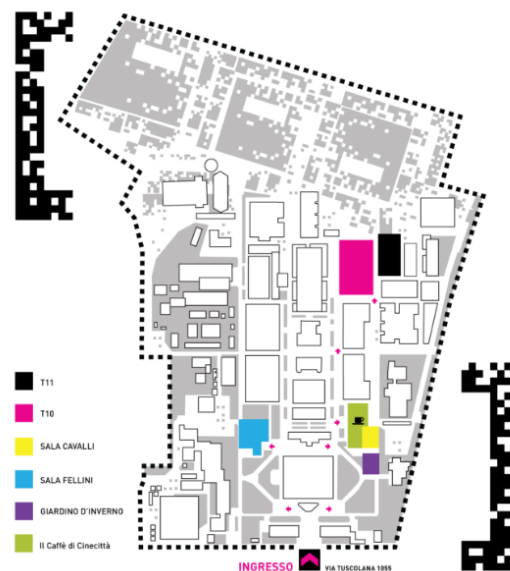 T11
T10
SALA CAVALLI
SALA FELLINI
GIARDINO D'INVERNO
Il Caffè di Cinecittà
INGRESSO VIA TUSCOLANA 1055